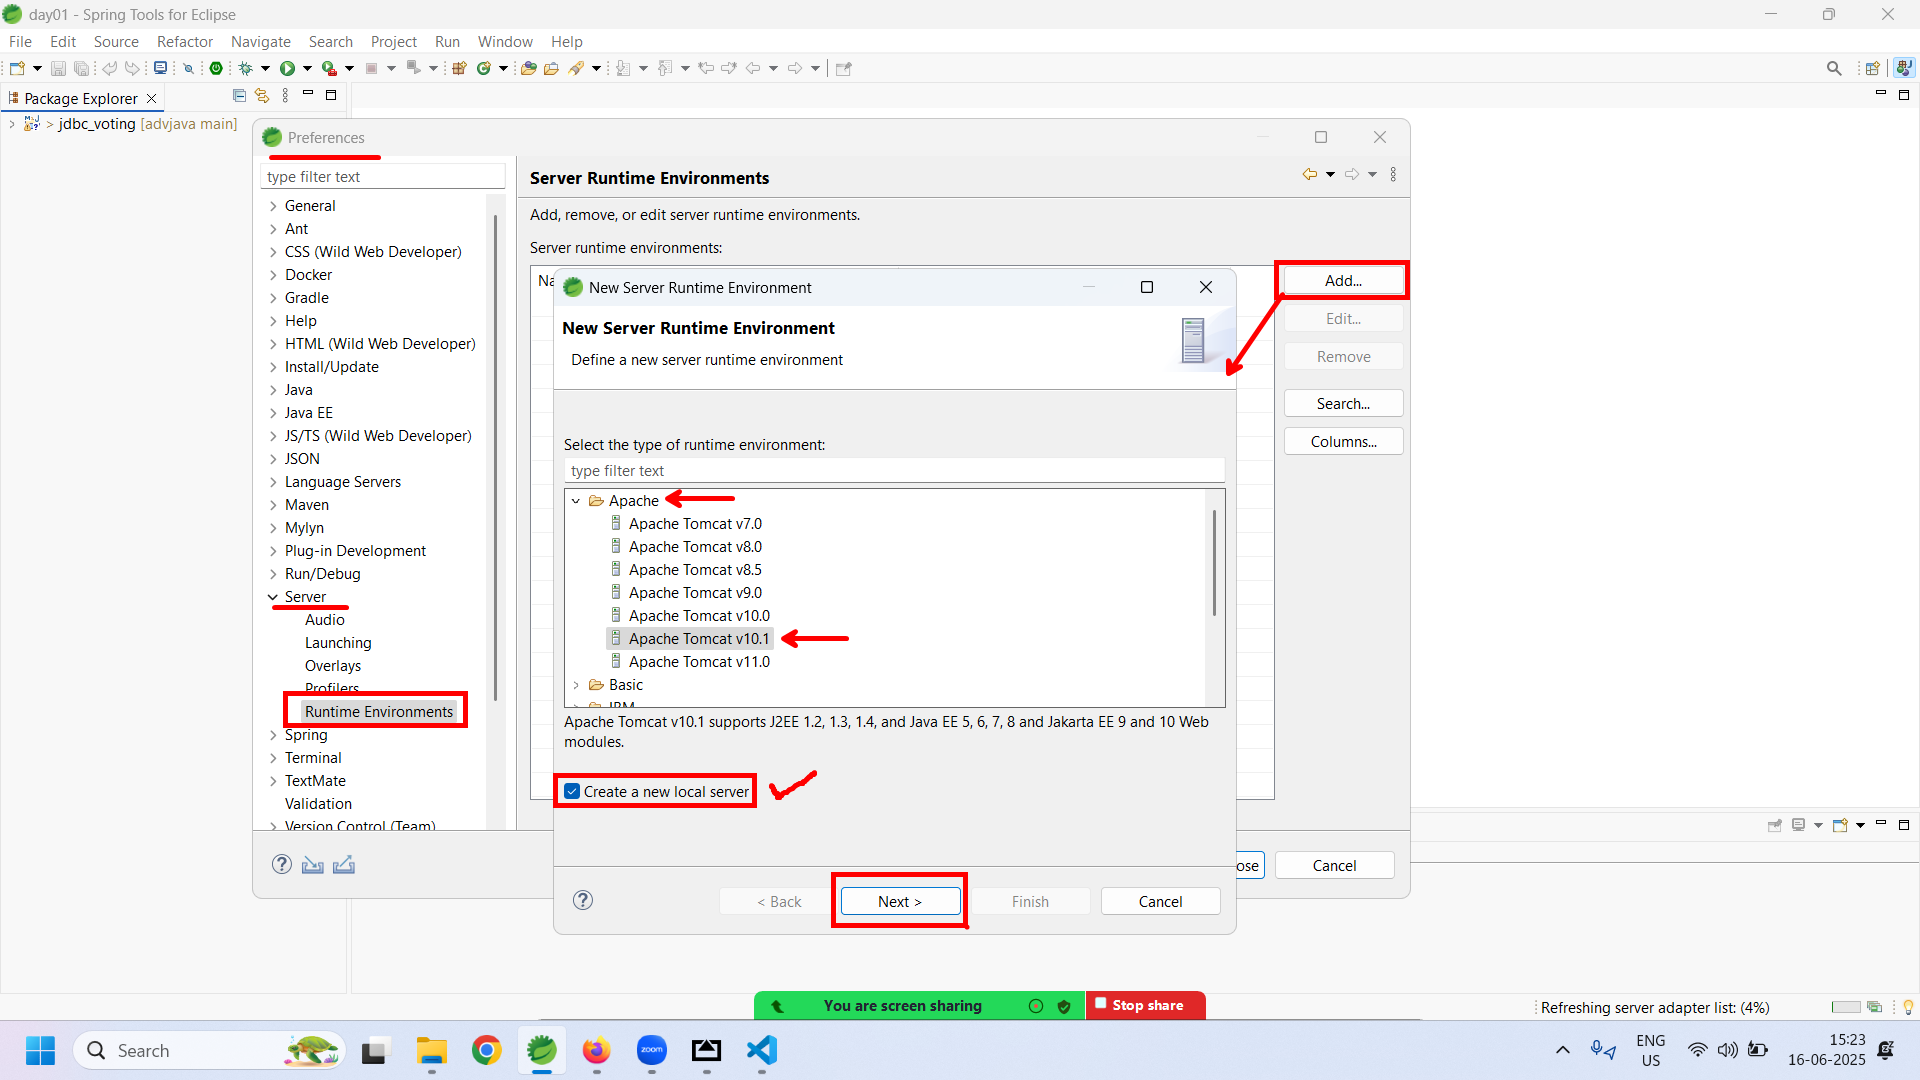 day01 - Spring Tools for Eclipse
File Edit Source Refactor Navigate Search Project Run Window Help
Package Explorer
> jdbc_voting [advjava main]
Preferences
type filter text
General
Ant
CSS (Wild Web Developer)
Docker
Gradle
Help
HTML (Wild Web Developer)
Install/Update
Java
Java EE
JS/TS (Wild Web Developer)
JSON
Language Servers
Maven
Mylyn
Plug-in Development
Run/Debug
Server
Audio
Launching
Overlays
Profilers
Runtime Environments
Spring
Terminal
TextMate
Validation
Version Control (Team)
Server Runtime Environments
Add, remove, or edit server runtime environments.
Server runtime environments:
Na
Add...
Edit...
Remove
Search...
Columns...
New Server Runtime Environment
New Server Runtime Environment
Define a new server runtime environment
Select the type of runtime environment:
type filter text
Apache
Apache Tomcat v7.0
Apache Tomcat v8.0
Apache Tomcat v8.5
Apache Tomcat v9.0
Apache Tomcat v10.0
Apache Tomcat v10.1
Apache Tomcat v11.0
Basic
IBM
Apache Tomcat v10.1 supports J2EE 1.2, 1.3, 1.4, and Java EE 5, 6, 7, 8 and Jakarta EE 9 and 10 Web
modules.
Create a new local server
< Back Next > Finish Cancel
ose Cancel
You are screen sharing Stop share
Refreshing server adapter list: (4%)
Search
zoom
ENG
US
15:23
16-06-2025